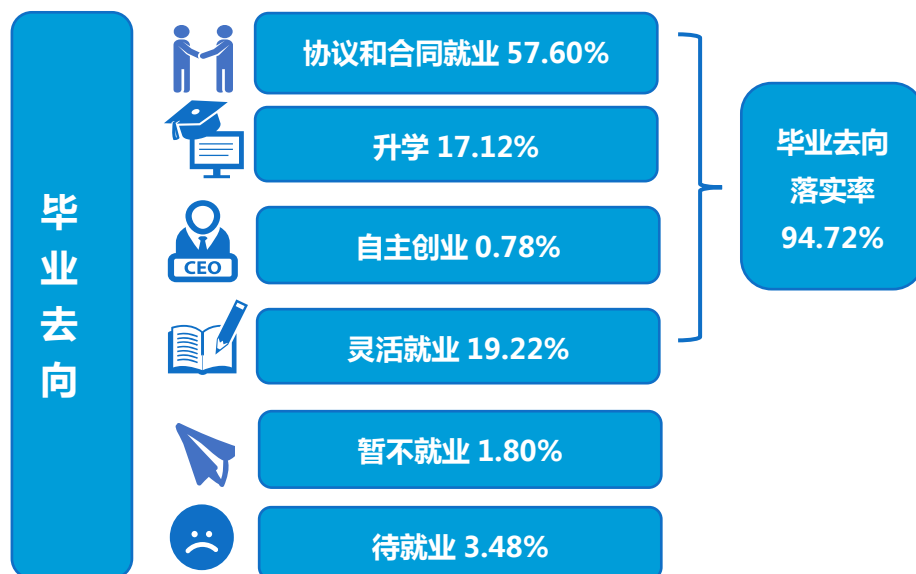 毕业去向
协议和合同就业 57.60%
升学 17.12%
自主创业 0.78%
CEO
灵活就业 19.22%
暂不就业 1.80%
待就业 3.48%
毕业去向
落实率
94.72%